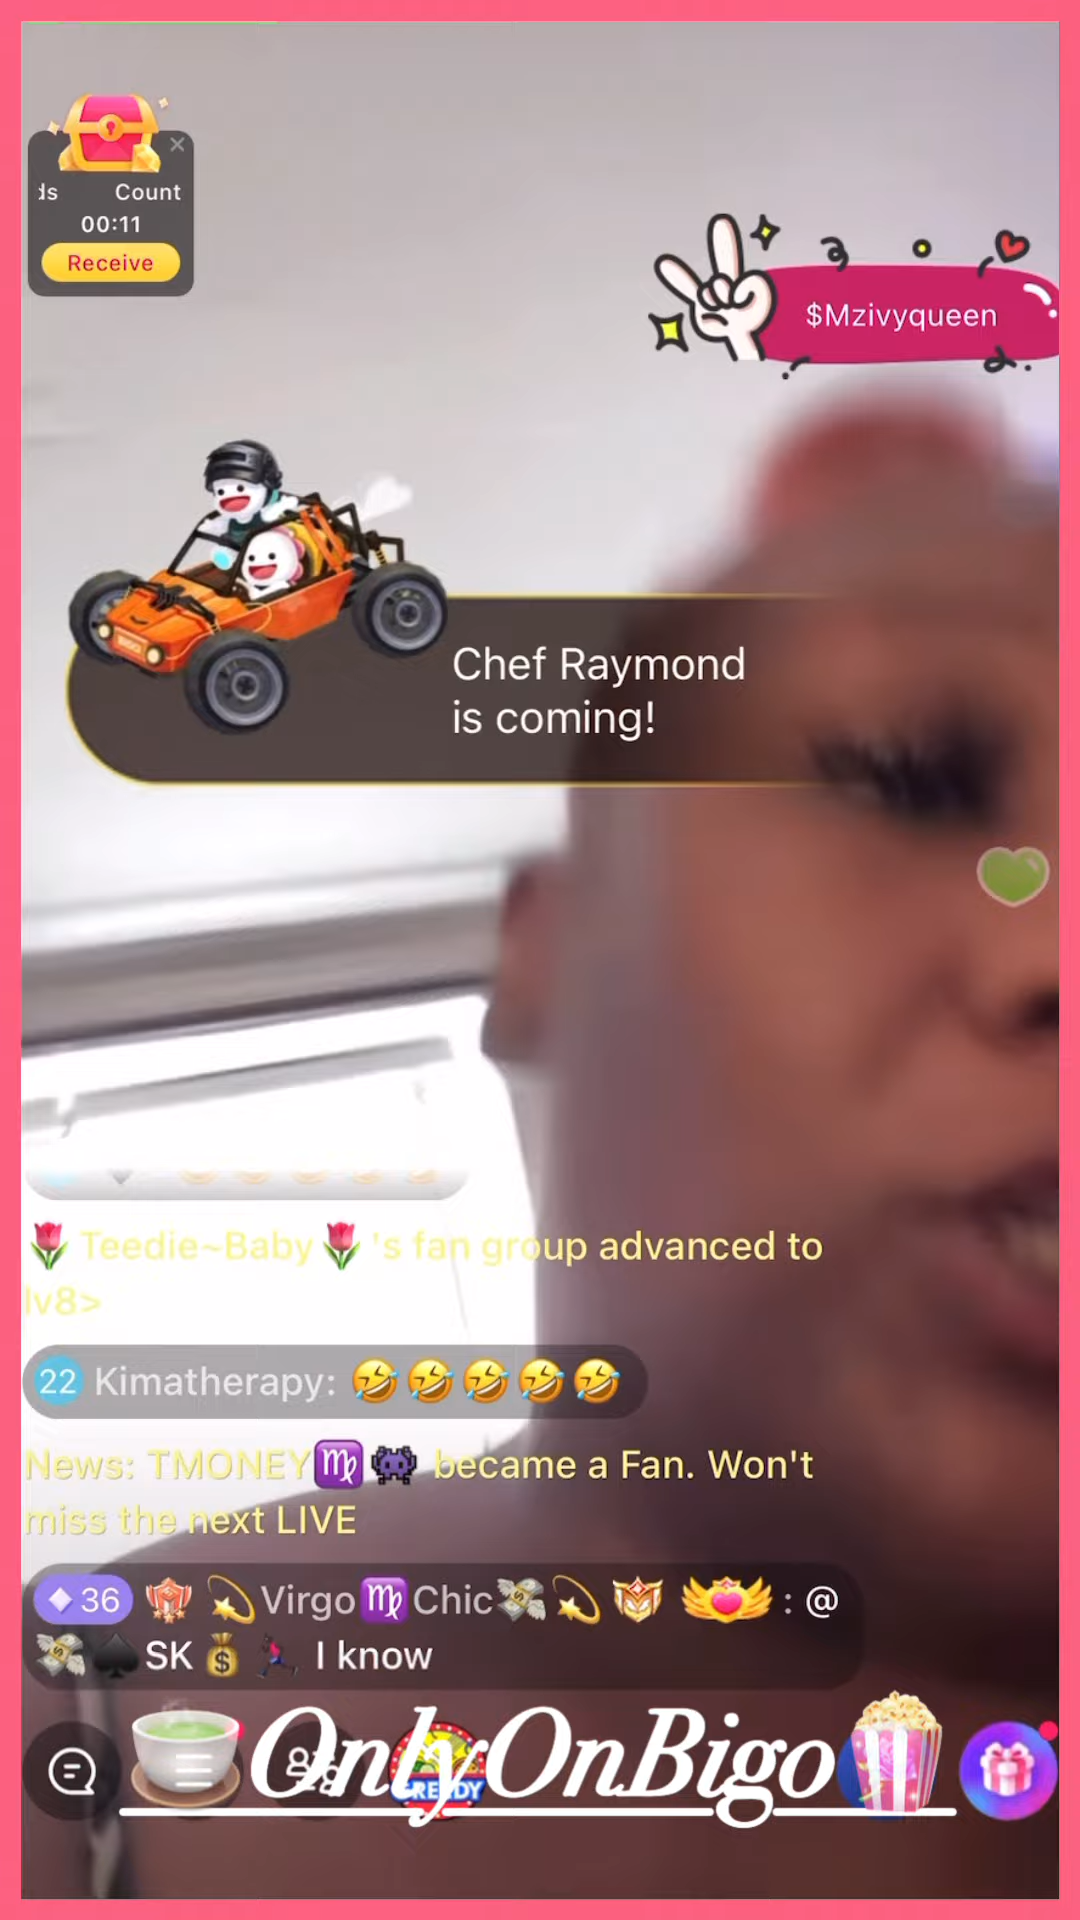 ds Count
00:11
Receive
$Mzivyqueen
Chef Raymond
is coming!
🌷Teedie~Baby🌷's fan group advanced to
lv8>
22 Kimatherapy: 🤣🤣🤣🤣🤣
News: TMONEY♍👾 became a Fan. Won't
miss the next LIVE
36 💫Virgo♍Chic💸💫 : @
💸♠️SK💰🏃🏿‍♂️ I know
OnlyOnBigo